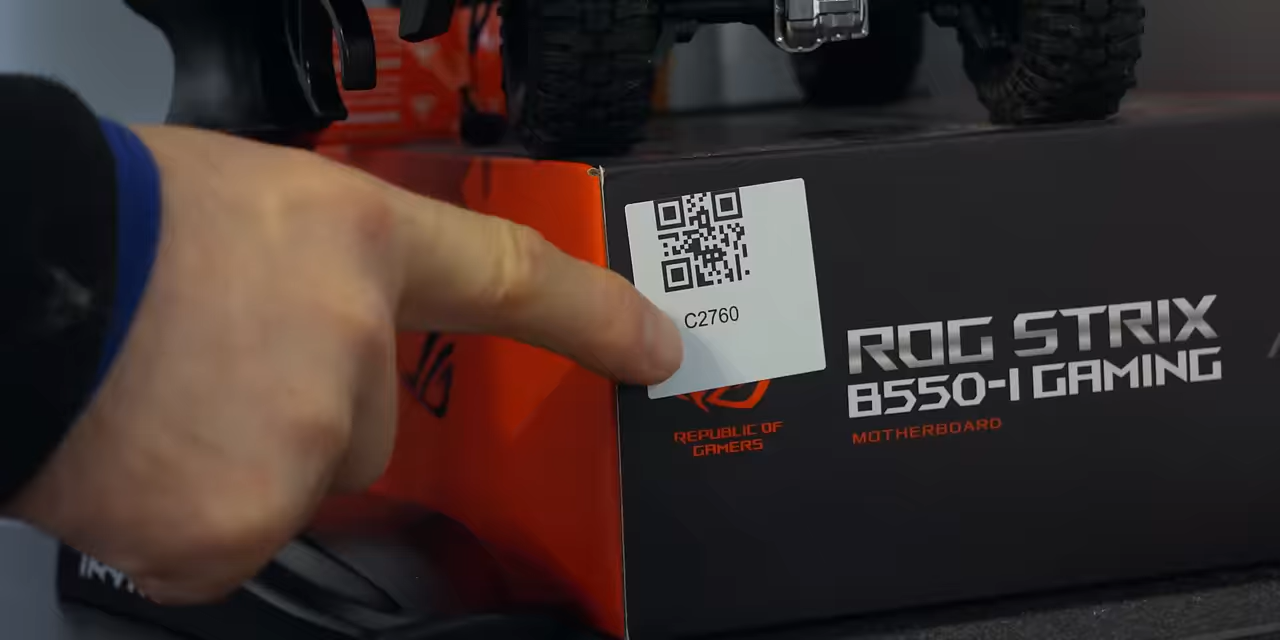 C2760
ROG STRIX
B550-I GAMING
MOTHERBOARD
REPUBLIC OF
GAMERS